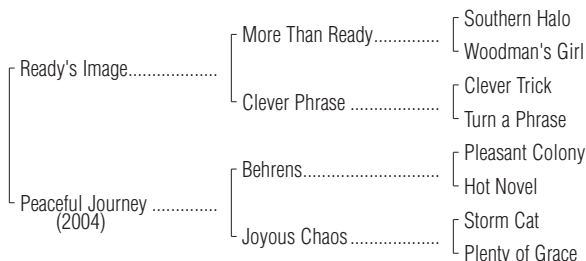 Southern Halo
More Than Ready..............
Woodman's Girl
Ready's Image..................
Clever Trick
Clever Phrase ..................
Turn a Phrase
Pleasant Colony
Behrens...........................
Hot Novel
Peaceful Journey .............
(2004)
Storm Cat
Joyous Chaos ..................
Plenty of Grace